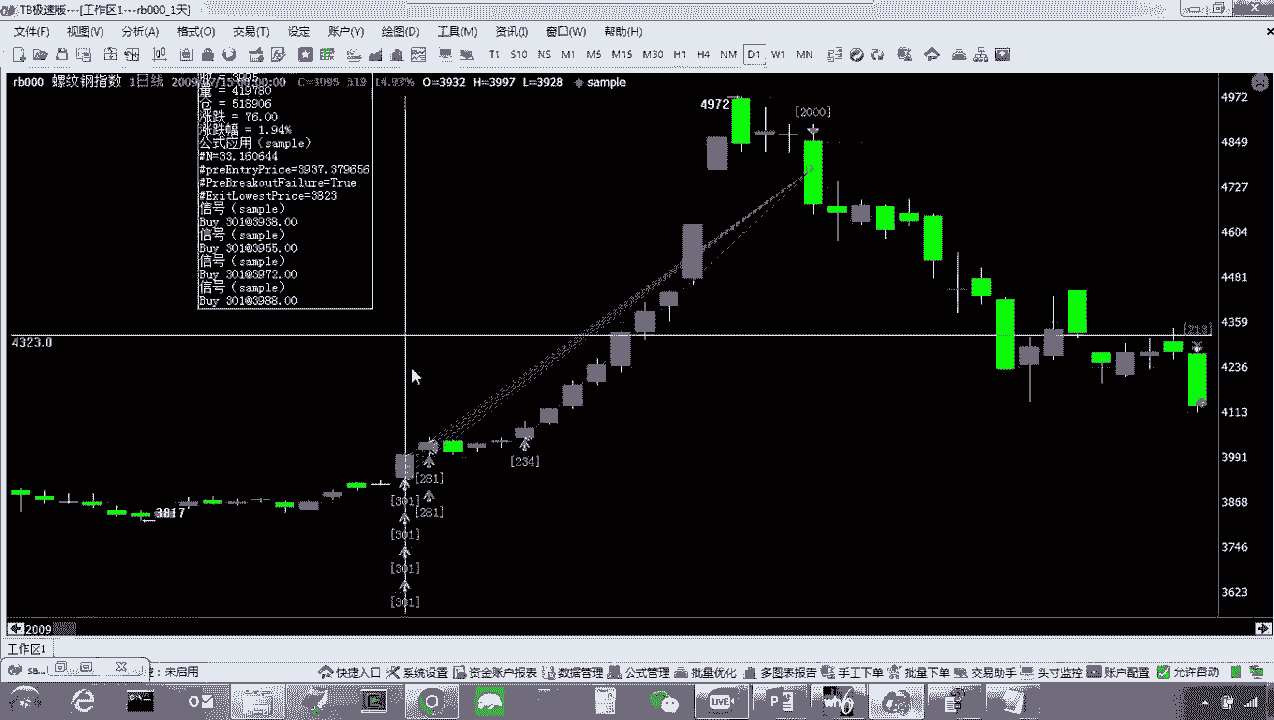 TB极速版---[工作区1---rb000_1天]
文件(F) 视图(V) 分析(A) 格式(O) 交易(T) 设定 账户(Y) 绘图(D) 工具(M) 资讯(I) 窗口(W) 帮助(H)
T1 S10 NS M1 M5 M15 M30 H1 H4 NM D1 W1 MN
rb000 螺纹钢指数 1日线 O=3932 H=3997 L=3928 sample
量 = 419780
仓 = 518906
涨跌 = 76.00
涨跌幅 = 1.94%
公式应用 (sample)
#N=33.160644
#preEntryPrice=3937.379656
#PreBreakoutFailure=True
#ExitLowestPrice=3823
信号 (sample)
Buy 301@3938.00
信号 (sample)
Buy 301@3955.00
信号 (sample)
Buy 301@3972.00
信号 (sample)
Buy 301@3988.00
4972
[2000]
4972
4849
4727
4604
4481
4359
4236
4113
3991
3868
3746
3623
4323.0
[213]
3817
[281]
[281]
[234]
[301]
[301]
[301]
[301]
2009
工作区1
未启用 快捷入口 系统设置 资金账户报表 数据管理 公式管理 批量优化 多图表报告 手工下单 批量下单 交易助手 头寸监控 账户配置 允许自动
LIVE